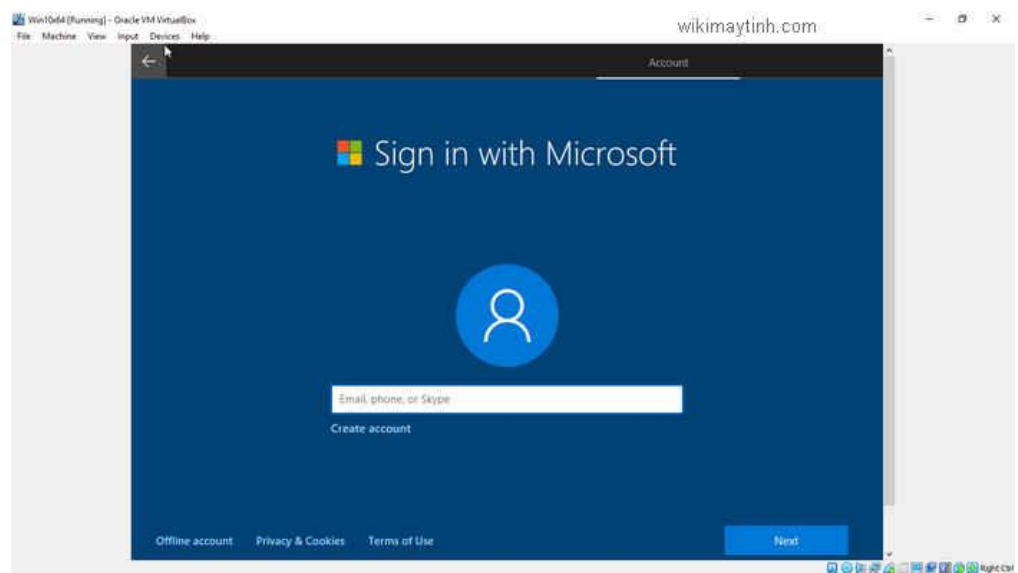 Win10x64 [Running] - Oracle VM VirtualBox
wikimaytinh.com
File Machine View Input Devices Help
Account
Sign in with Microsoft
Email, phone, or Skype
Create account
Offline account Privacy & Cookies Terms of Use Next
Right Ctrl